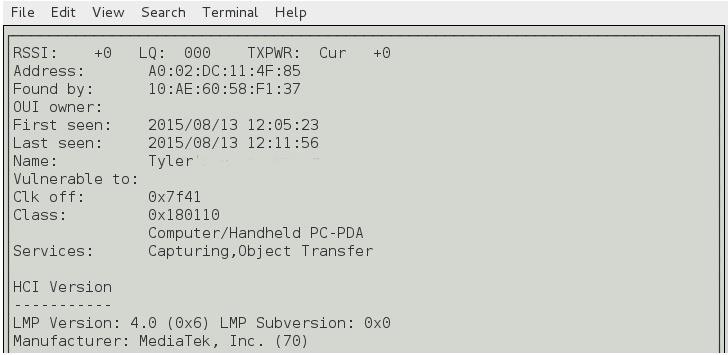 File Edit View Search Terminal Help
RSSI: +0 LQ: 000 TXPWR: Cur +0
Address: A0:02:DC:11:4F:85
Found by: 10:AE:60:58:F1:37
OUI owner:
First seen: 2015/08/13 12:05:23
Last seen: 2015/08/13 12:11:56
Name: Tyler
Vulnerable to:
Clk off: 0x7f41
Class: 0x180110
Computer/Handheld PC-PDA
Services: Capturing,Object Transfer
HCI Version
-----------
LMP Version: 4.0 (0x6) LMP Subversion: 0x0
Manufacturer: MediaTek, Inc. (70)